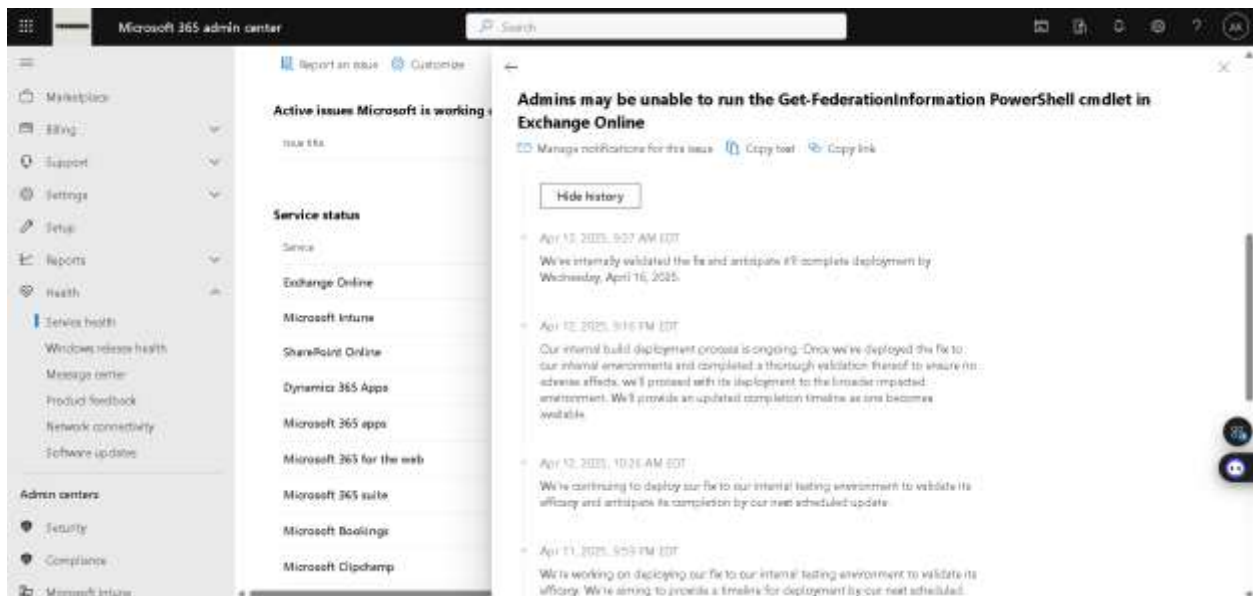 Microsoft 365 admin center
Search
AK
Marketplace
Billing
Support
Settings
Setup
Reports
Health
Service health
Windows release health
Message center
Product feedback
Network connectivity
Software updates
Admin centers
Security
Compliance
Microsoft Intune
Report an issue
Customize
Active issues Microsoft is working
Issue title
Service status
Service
Exchange Online
Microsoft Intune
SharePoint Online
Dynamics 365 Apps
Microsoft 365 apps
Microsoft 365 for the web
Microsoft 365 suite
Microsoft Bookings
Microsoft Clipchamp
Admins may be unable to run the Get-FederationInformation PowerShell cmdlet in
Exchange Online
Manage notifications for this issue
Copy text
Copy link
Hide history
Apr 13, 2025, 9:27 AM EDT
We've internally validated the fix and anticipate it'll complete deployment by
Wednesday, April 16, 2025.
Apr 12, 2025, 9:16 PM EDT
Our internal build deployment process is ongoing. Once we've deployed the fix to
our internal environments and completed a thorough validation thereof to ensure no
adverse effects, we'll proceed with its deployment to the broader impacted
environment. We'll provide an updated completion timeline as one becomes
available.
Apr 12, 2025, 10:26 AM EDT
We're continuing to deploy our fix to our internal testing environment to validate its
efficacy and anticipate its completion by our next scheduled update.
Apr 11, 2025, 9:59 PM EDT
We're working on deploying our fix to our internal testing environment to validate its
efficacy. We're aiming to provide a timeline for deployment by our next scheduled